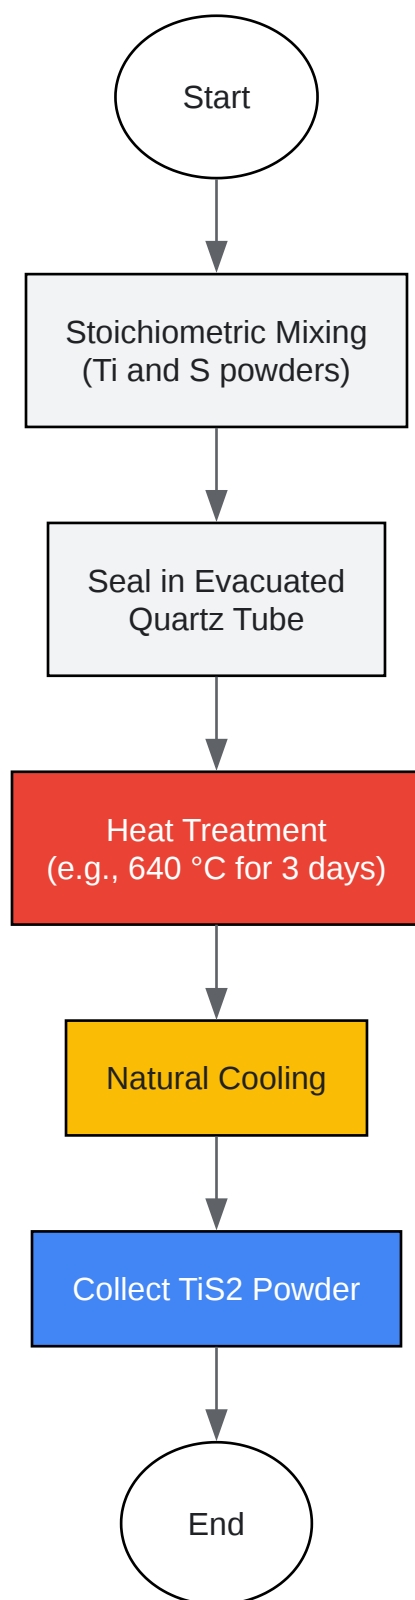 Start
Stoichiometric Mixing
(Ti and S powders)
Seal in Evacuated
Quartz Tube
Heat Treatment
(e.g., 640 °C for 3 days)
Natural Cooling
Collect TiS2 Powder
End